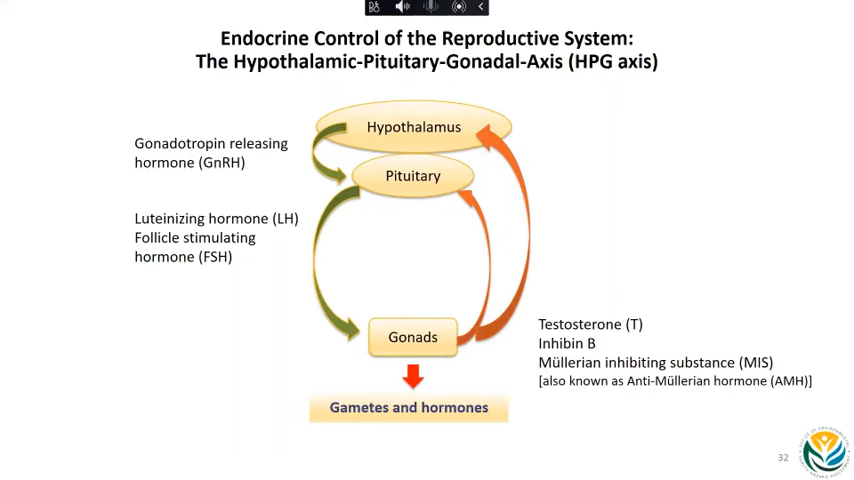 Endocrine Control of the Reproductive System:
The Hypothalamic-Pituitary-Gonadal-Axis (HPG axis)
Hypothalamus
Gonadotropin releasing
hormone (GnRH)
Pituitary
Luteinizing hormone (LH)
Follicle stimulating
hormone (FSH)
Gonads
Testosterone (T)
Inhibin B
Müllerian inhibiting substance (MIS)
[also known as Anti-Müllerian hormone (AMH)]
Gametes and hormones
32